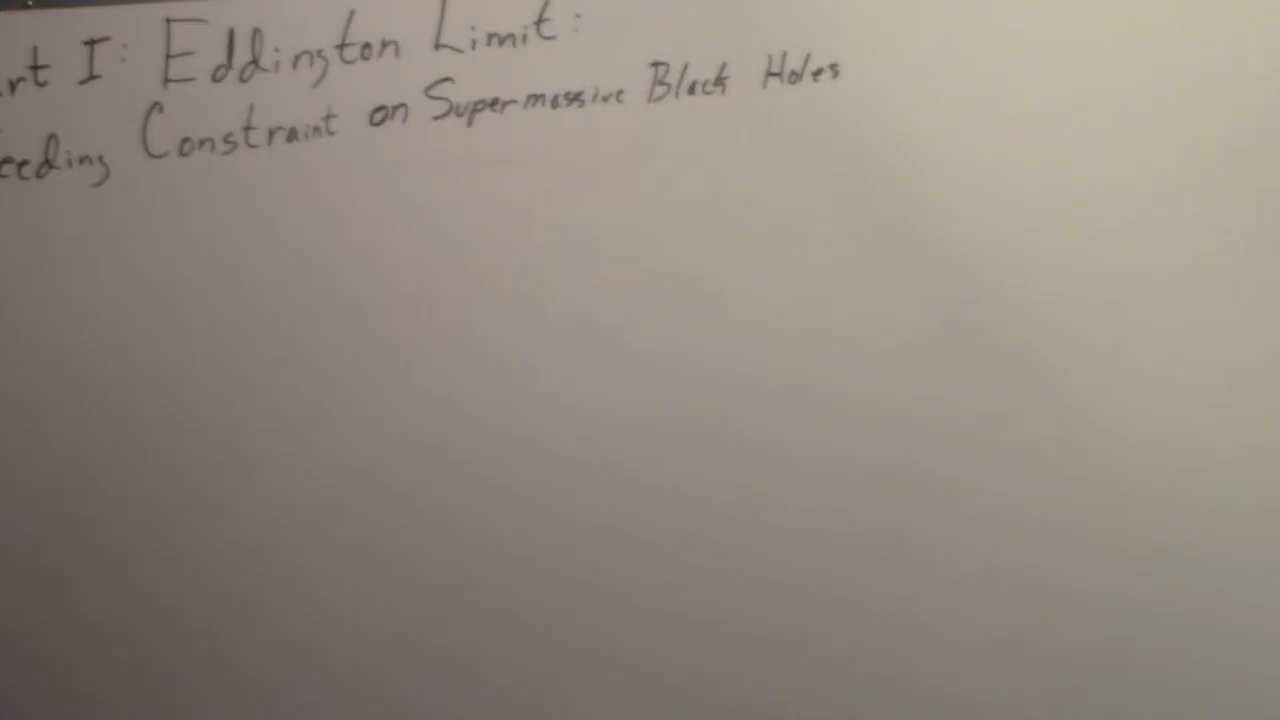 rt I: Eddington Limit:
eeding Constraint on Supermassive Black Holes